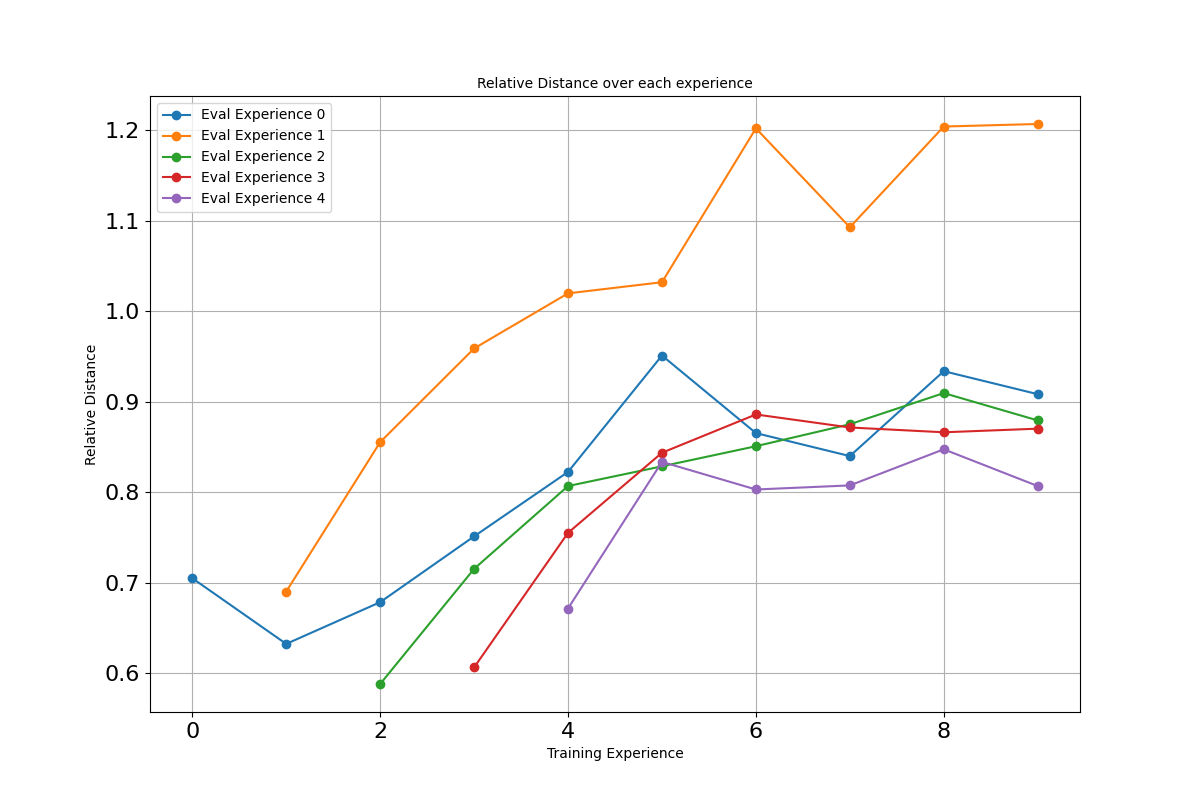 Relative Distance over each experience
Eval Experience 0
Eval Experience 1
Eval Experience 2
Eval Experience 3
Eval Experience 4
1.2
1.1
1.0
0.9
0.8
0.7
0.6
Relative Distance
0 2 4 6 8
Training Experience